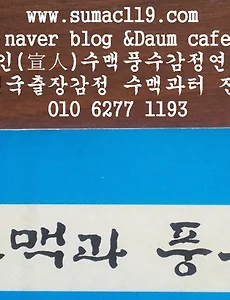 www.sumac119.com
naver blog &Daum cafe
인(宣人)수맥풍수감정연
국출장감정 수맥과터 진
010 6277 1193
맥과 풍